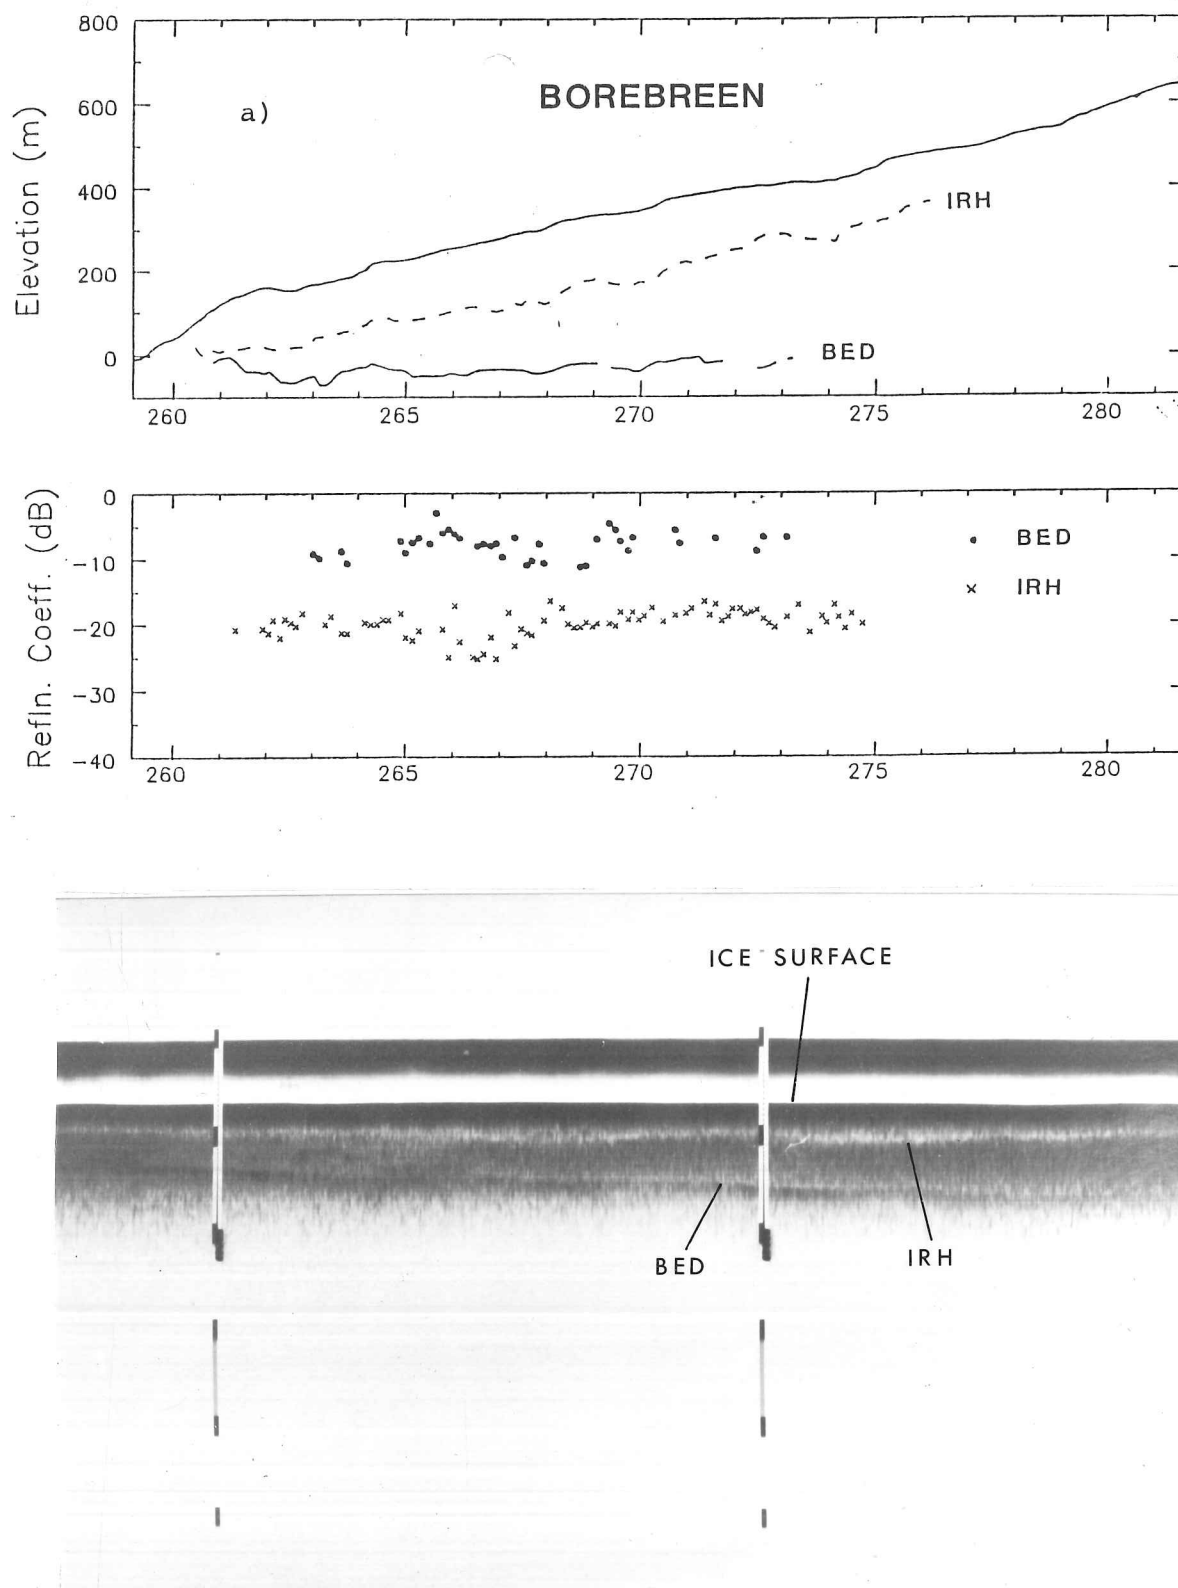 800
600
400
200
0
Elevation (m)
a)
BOREBREEN
IRH
BED
260 265 270 275 280
0
-10
-20
-30
-40
Refln. Coeff. (dB)
BED
IRH
260 265 270 275 280
ICE SURFACE
BED
IRH